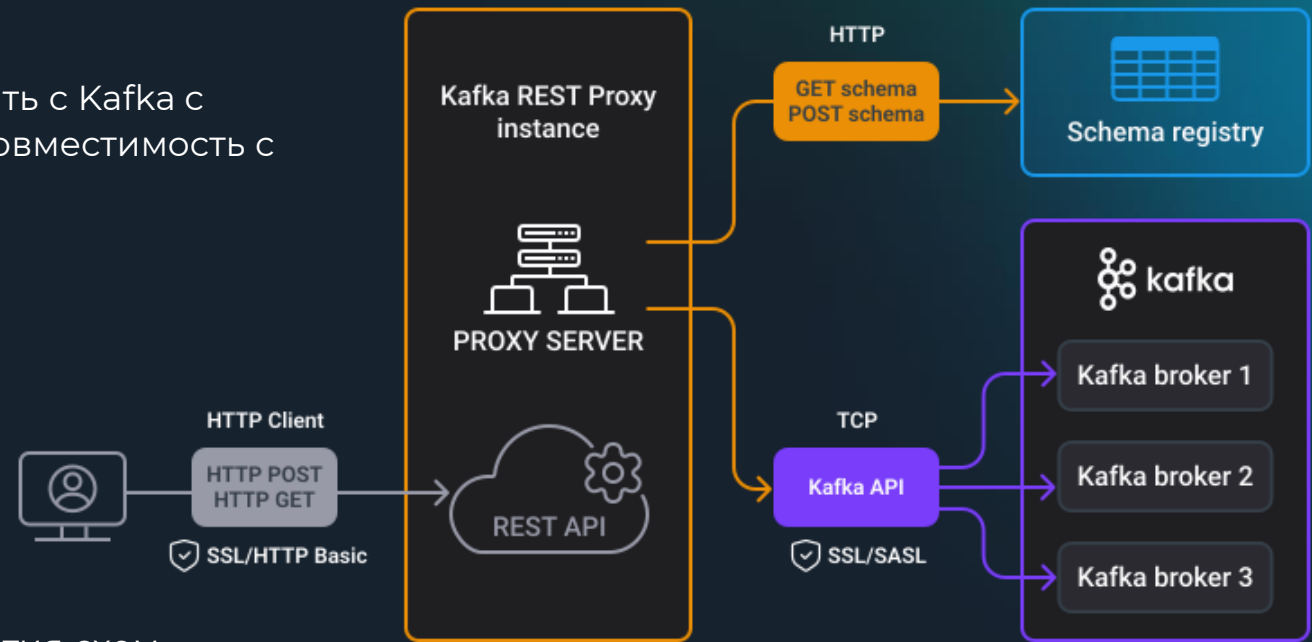 ть с Kafka с
овместимость с
Kafka REST Proxy
instance
PROXY SERVER
REST API
HTTP Client
HTTP POST
HTTP GET
SSL/HTTP Basic
HTTP
GET schema
POST schema
Schema registry
TCP
Kafka API
SSL/SASL
kafka
Kafka broker 1
Kafka broker 2
Kafka broker 3